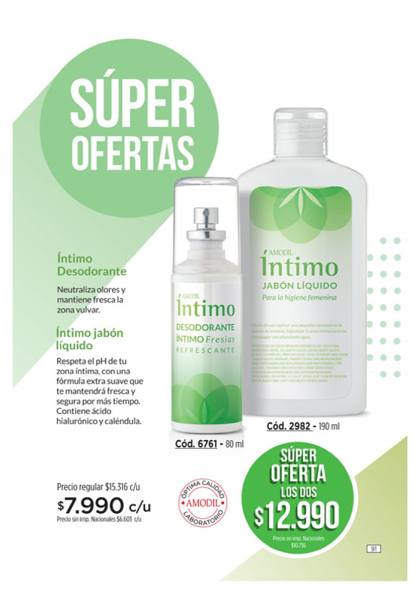 SÚPER
OFERTAS
Íntimo
Desodorante
Neutraliza olores y
mantiene fresca la
zona vulvar.
Íntimo jabón
líquido
Respeta el pH de tu
zona íntima, con una
fórmula extra suave que
te mantendrá fresca y
segura por más tiempo.
Contiene ácido
hialurónico y caléndula.
AMODIL
Intimo
DESODORANTE
ÍNTIMO Fresias
REFRESCANTE
Cód. 6761 - 80 ml
AMODIL
Intimo
JABÓN LÍQUIDO
Para la higiene femenina
Cód. 2982 - 190 ml
Precio regular $15.316 c/u
$7.990 c/u
Precio sin imp. Nacionales $6.603 c/u
ÓPTIMA CALIDAD
AMODIL
LABORATORIO
SÚPER
OFERTA
LOS DOS
$12.990
Precio sin imp. Nacionales
91